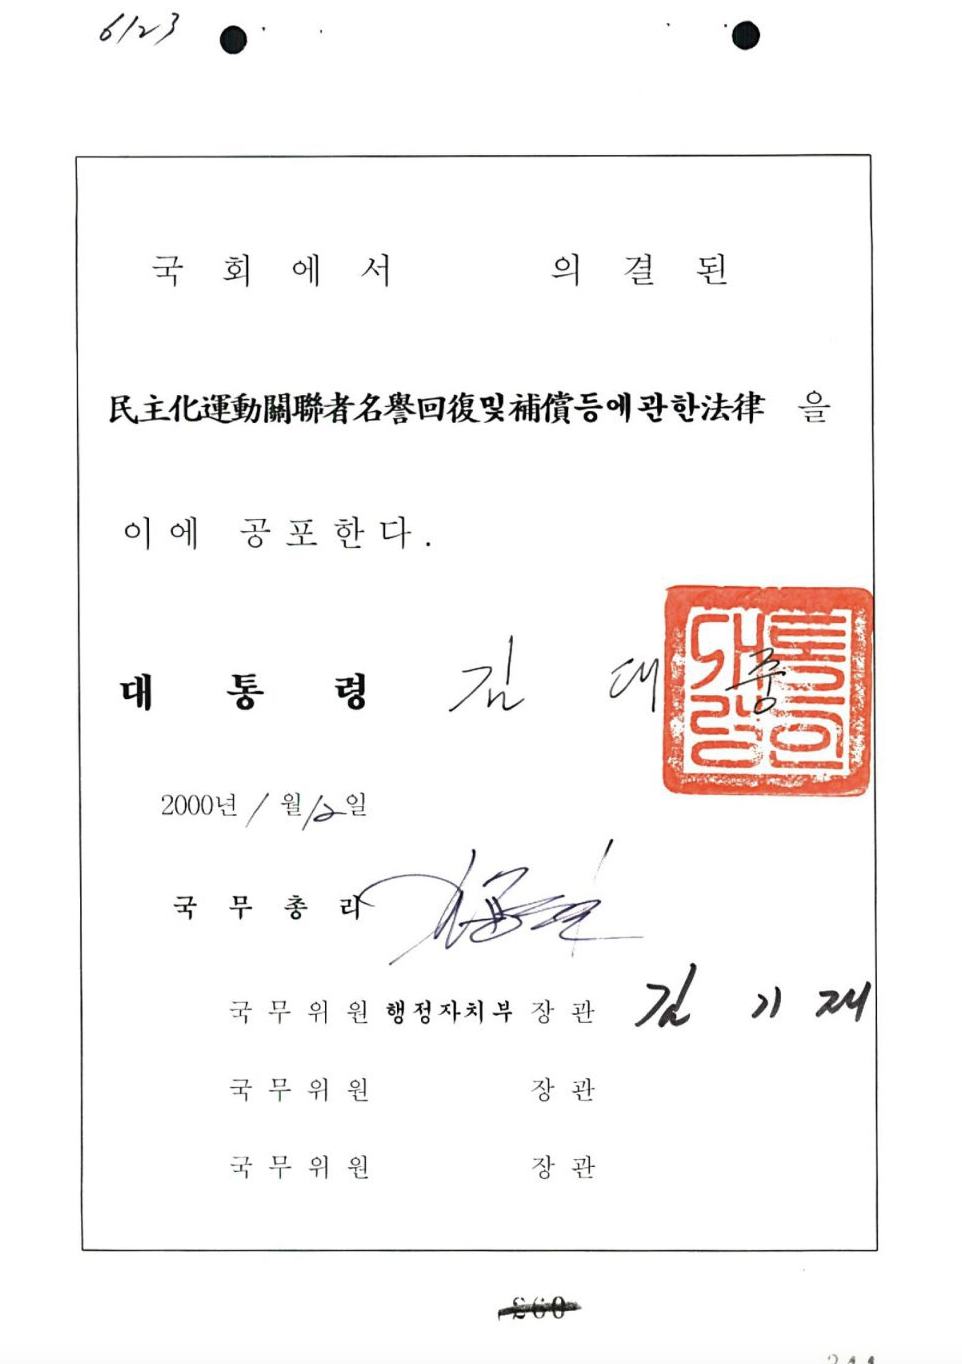 6123
국 회 에 서 의 결 된
民主化運動關聯者名譽回復및補償등에관한法律 을
이에 공포한다.
대 통 령 김 대 중
대통령인
2000년 1 월 12 일
국 무 총 리
국 무 위 원 행정자치부 장 관 김 기 재
국 무 위 원 장 관
국 무 위 원 장 관
260